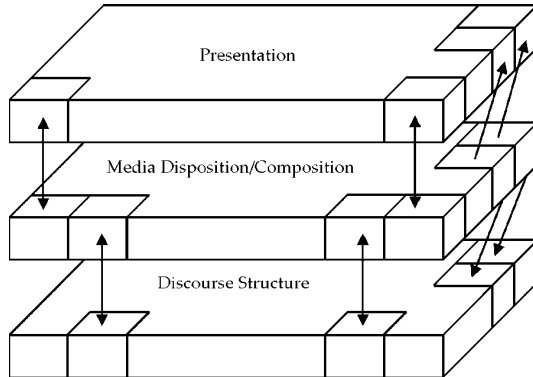 Presentation
Media Disposition/Composition
Discourse Structure